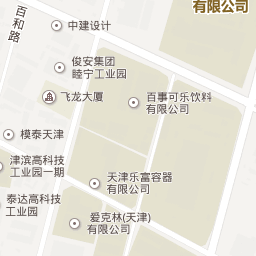 有限公司
百和路
中建设计
俊安集团
睦宁工业园
飞龙大厦
百事可乐饮料
有限公司
模泰天津
津滨高科技
工业园一期
天津乐富容器
有限公司
泰达高科技
工业园
爱克林(天津)
有限公司